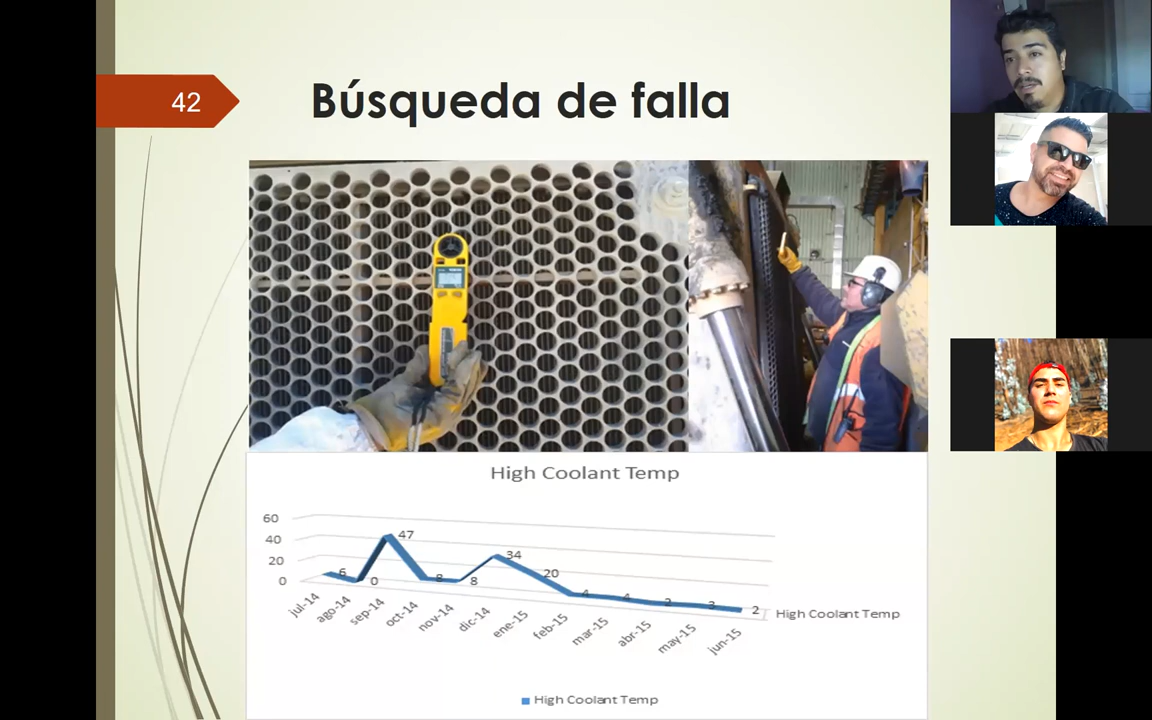 42
Búsqueda de falla
High Coolant Temp
60
40
20
0
6
0
47
8
8
34
20
4
4
2
3
2
jul-14
ago-14
sep-14
oct-14
nov-14
dic-14
ene-15
feb-15
mar-15
abr-15
may-15
jun-15
High Coolant Temp
High Coolant Temp